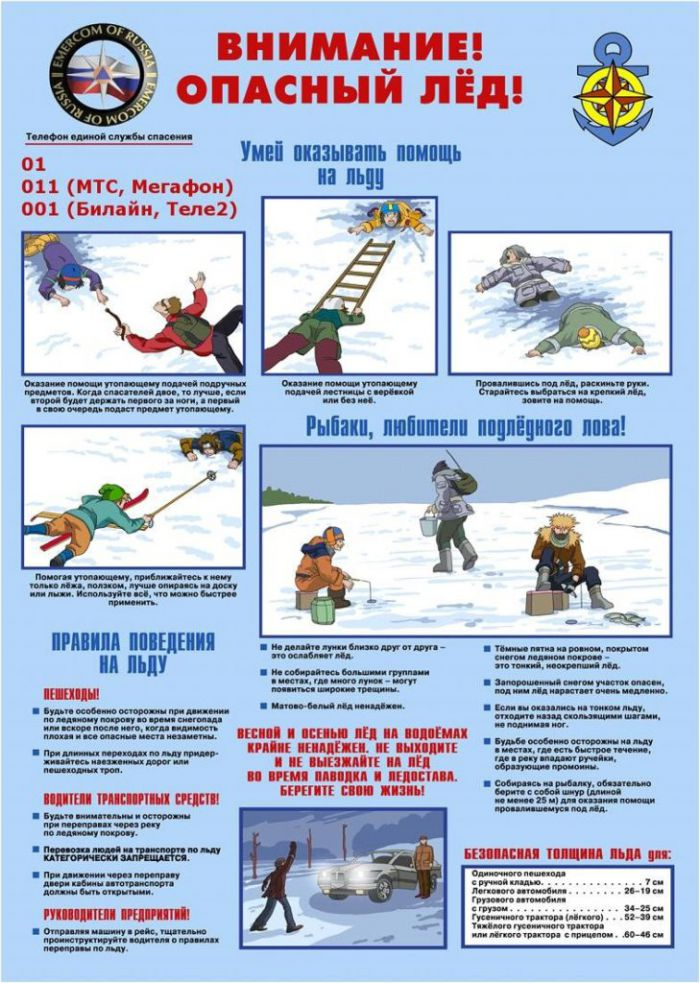 EMERCOM OF RUSSIA
EMERCOM OF RUSSIA
ВНИМАНИЕ!
ОПАСНЫЙ ЛЁД!
Телефон единой службы спасения
01
011 (МТС, Мегафон)
001 (Билайн, Теле2)
Умей оказывать помощь
на льду
Оказание помощи утопающему подачей подручных
предметов. Когда спасателей двое, то лучше, если
второй будет держать первого за ноги, а первый
в свою очередь подаст предмет утопающему.
Оказание помощи утопающему
подачей лестницы с верёвкой
или без неё.
Провалившись под лёд, раскиньте руки.
Старайтесь выбраться на крепкий лёд,
зовите на помощь.
Помогая утопающему, приближайтесь к нему
только лёжа, ползком, лучше опираясь на доску
или лыжи. Используйте всё, что можно быстрее
применить.
Рыбаки, любители подлёдного лова!
Не делайте лунки близко друг от друга –
это ослабляет лёд.
Не собирайтесь большими группами
в местах, где много лунок – могут
появиться широкие трещины.
Матово-белый лёд ненадёжен.
Тёмные пятна на ровном, покрытом
снегом ледяном покрове –
это тонкий, неокрепший лёд.
Запорошенный снегом участок опасен,
под ним лёд нарастает очень медленно.
Если вы оказались на тонком льду,
отходите назад скользящими шагами,
не поднимая ног.
Будьбе особенно осторожны на льду
в местах, где есть быстрое течение,
где в реку впадают ручейки,
образующие промоины.
Собираясь на рыбалку, обязательно
берите с собой шнур (длиной
не менее 25 м) для оказания помощи
провалившемуся под лёд.
ПРАВИЛА ПОВЕДЕНИЯ
НА ЛЬДУ
ПЕШЕХОДЫ!
Будьте особенно осторожны при движении
по ледяному покрову во время снегопада
или вскоре после него, когда видимость
плохая и все опасные места незаметны.
При длинных переходах по льду придер-
живайтесь наезженных дорог или
пешеходных троп.
ВОДИТЕЛИ ТРАНСПОРТНЫХ СРЕДСТВ!
Будьте внимательны и осторожны
при переправах через реку
по ледяному покрову.
Перевозка людей на транспорте по льду
КАТЕГОРИЧЕСКИ ЗАПРЕЩАЕТСЯ.
При движении через переправу
двери кабины автотранспорта
должны быть открытыми.
РУКОВОДИТЕЛИ ПРЕДПРИЯТИЙ!
Отправляя машину в рейс, тщательно
проинструктируйте водителя о правилах
переправы по льду.
ВЕСНОЙ И ОСЕНЬЮ ЛЁД НА ВОДОЁМАХ
КРАЙНЕ НЕНАДЁЖЕН. НЕ ВЫХОДИТЕ
И НЕ ВЫЕЗЖАЙТЕ НА ЛЁД
ВО ВРЕМЯ ПАВОДКА И ЛЕДОСТАВА.
БЕРЕГИТЕ СВОЮ ЖИЗНЬ!
БЕЗОПАСНАЯ ТОЛЩИНА ЛЬДА для:
Одиночного пешехода
с ручной кладью. . . . . . . . . . . . . . . . . 7 см
Легкового автомобиля . . . . . . . . . 26–19 см
Грузового автомобиля
с грузом . . . . . . . . . . . . . . . . . . 34–25 см
Гусеничного трактора (лёгкого) . . . 52–39 см
Тяжёлого гусеничного трактора
или лёгкого трактора с прицепом . . 60–46 см